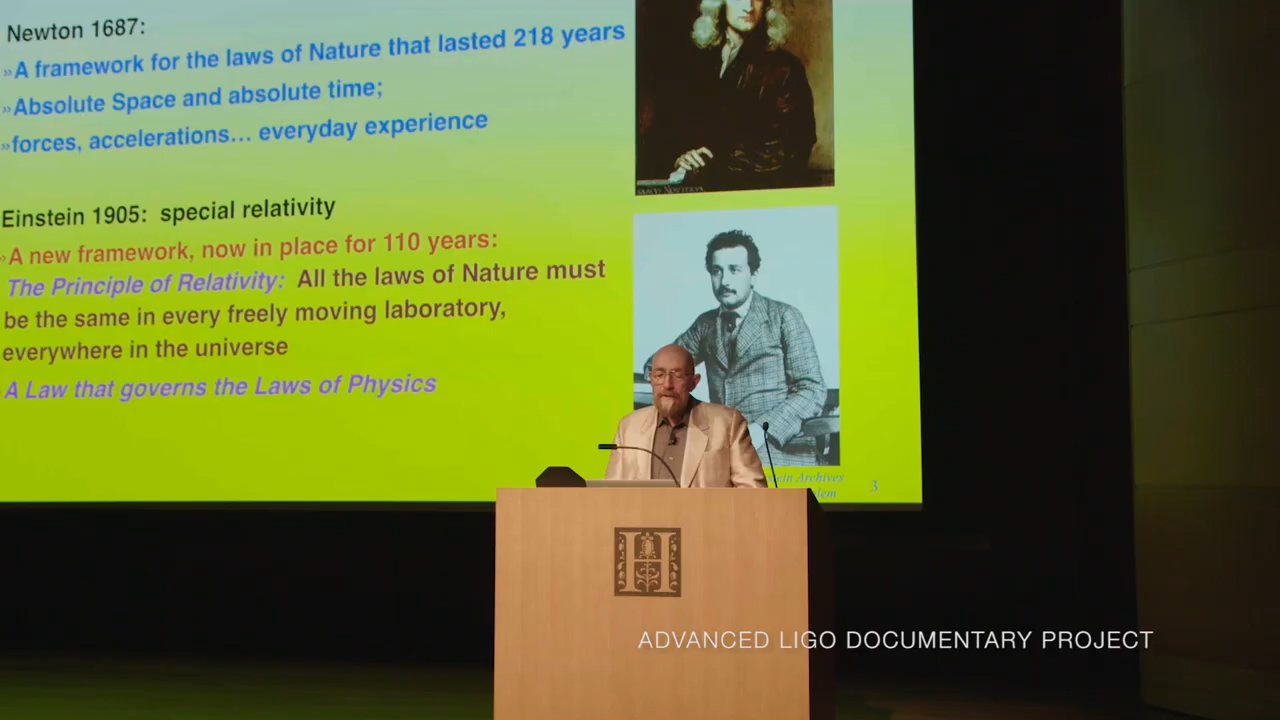 Newton 1687:
»A framework for the laws of Nature that lasted 218 years
»Absolute Space and absolute time;
»forces, accelerations... everyday experience
Einstein 1905: special relativity
»A new framework, now in place for 110 years:
The Principle of Relativity: All the laws of Nature must
be the same in every freely moving laboratory,
everywhere in the universe
A Law that governs the Laws of Physics
Archives
3
H
ADVANCED LIGO DOCUMENTARY PROJECT